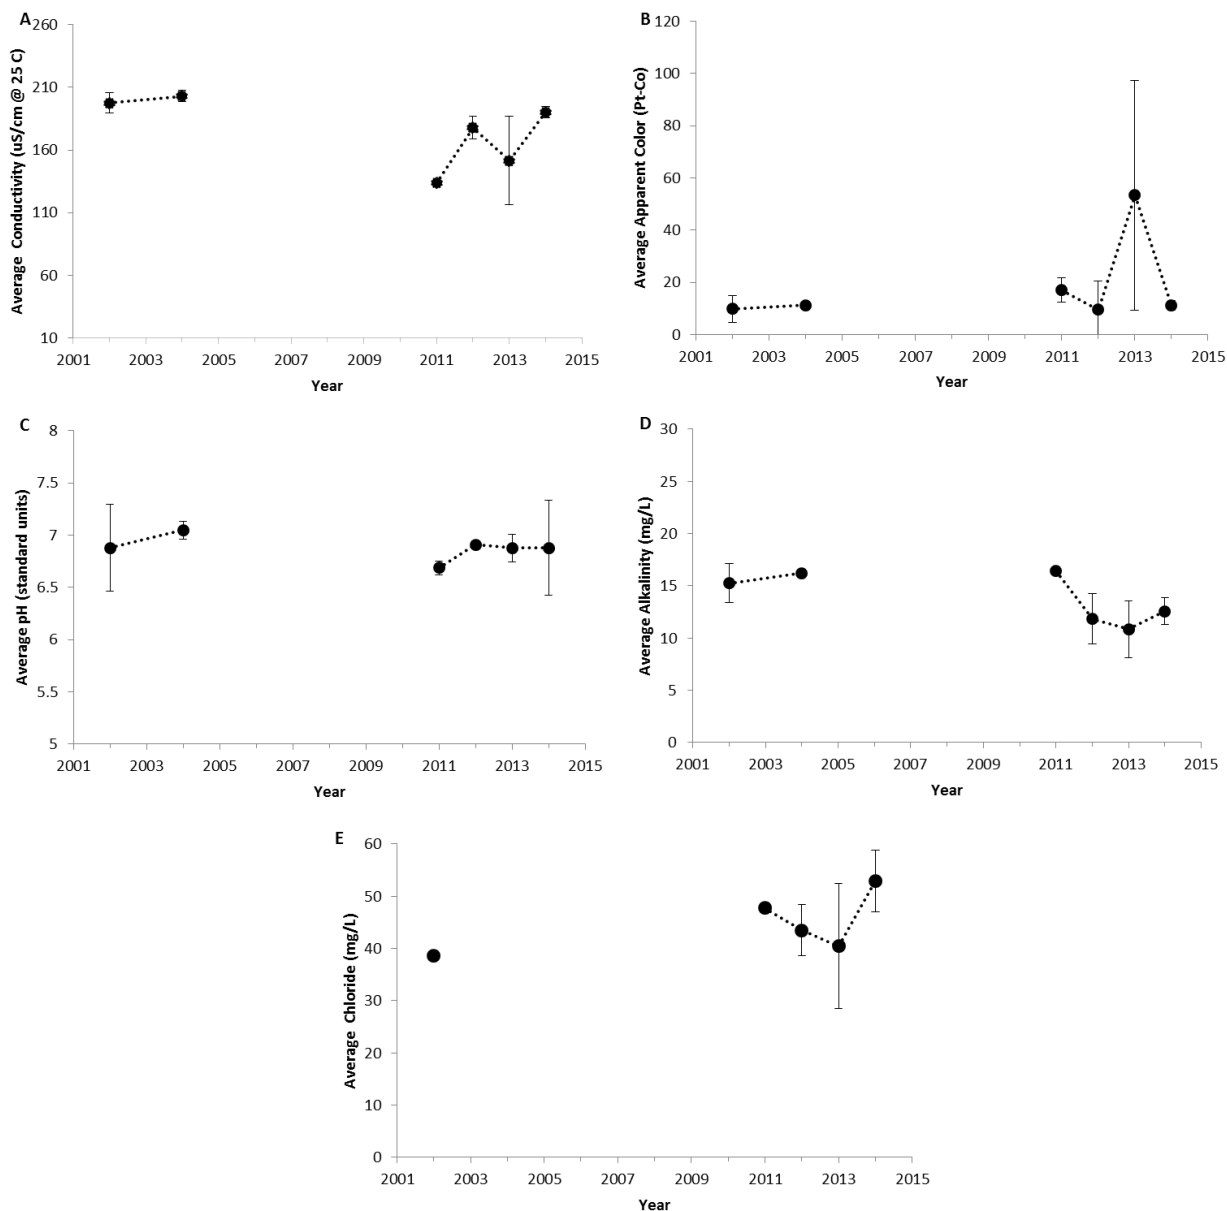 A
Average Conductivity (uS/cm @ 25 C)
260
210
160
110
60
10
2001 2003 2005 2007 2009 2011 2013 2015
Year
B
Average Apparent Color (Pt-Co)
120
100
80
60
40
20
0
2001 2003 2005 2007 2009 2011 2013 2015
Year
C
Average pH (standard units)
8
7.5
7
6.5
6
5.5
5
2001 2003 2005 2007 2009 2011 2013 2015
Year
D
Average Alkalinity (mg/L)
30
25
20
15
10
5
0
2001 2003 2005 2007 2009 2011 2013 2015
Year
E
Average Chloride (mg/L)
60
50
40
30
20
10
0
2001 2003 2005 2007 2009 2011 2013 2015
Year